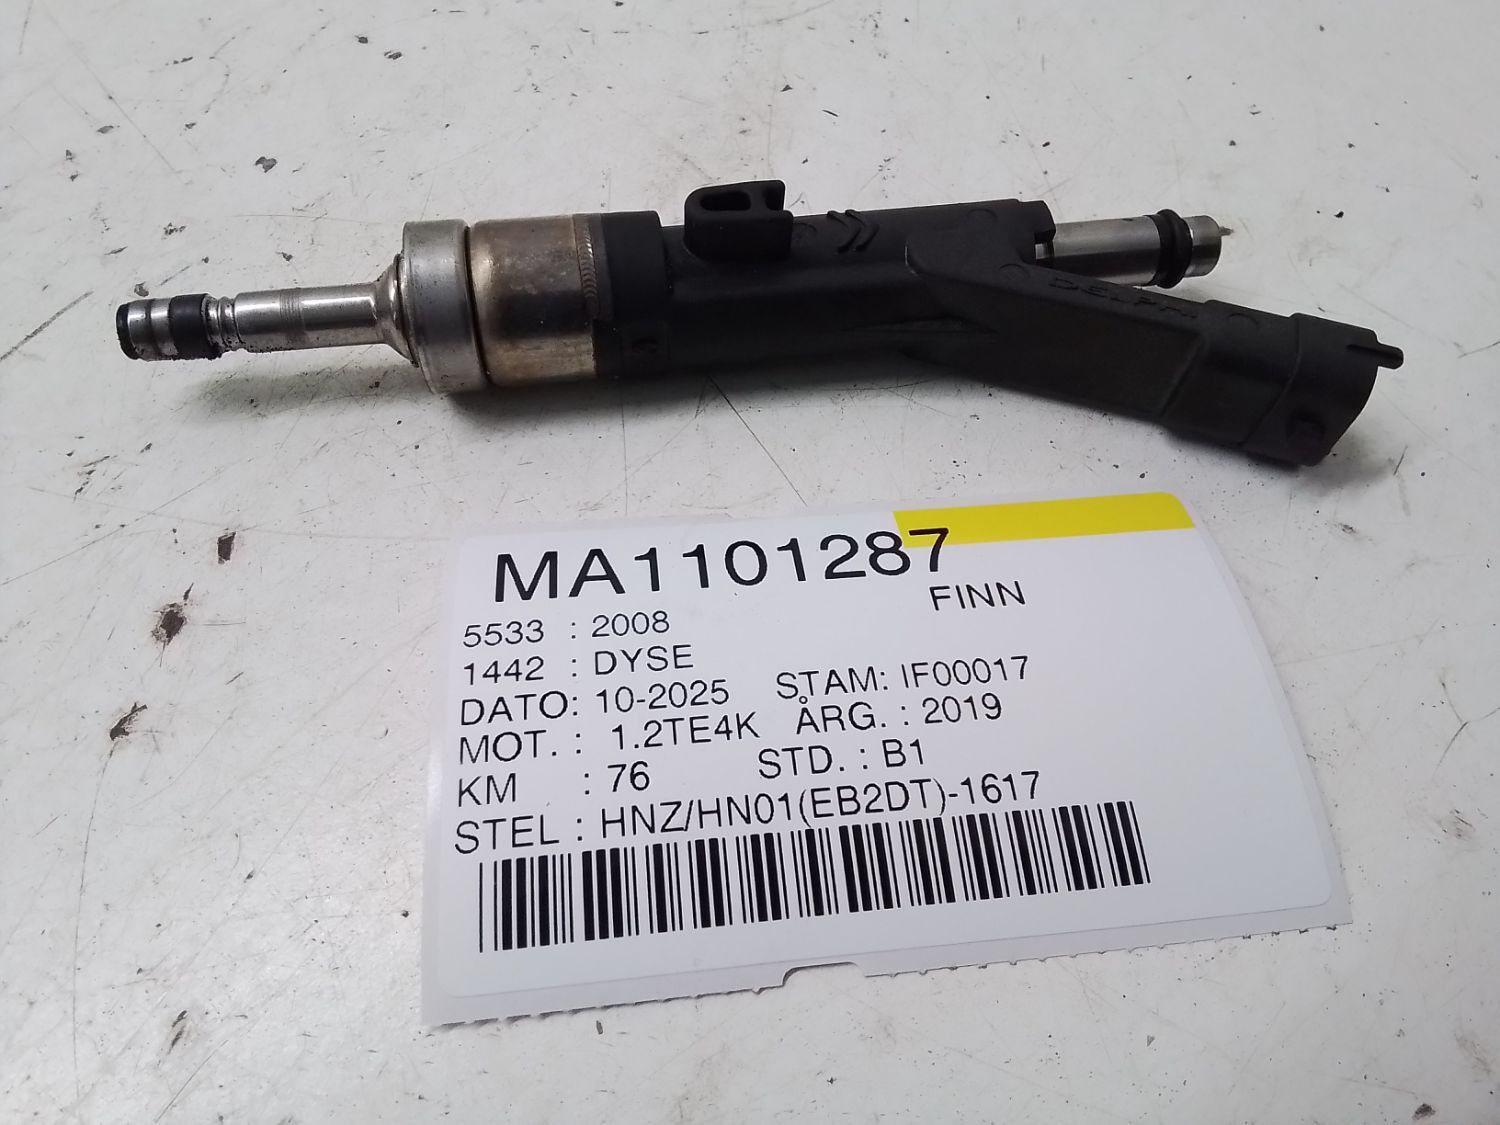 DELPHI
MA1101287
FINN
5533 : 2008
1442 : DYSE
DATO: 10-2025 STAM: IF00017
MOT. : 1.2TE4K ÅRG. : 2019
KM : 76 STD. : B1
STEL : HNZ/HN01(EB2DT)-1617